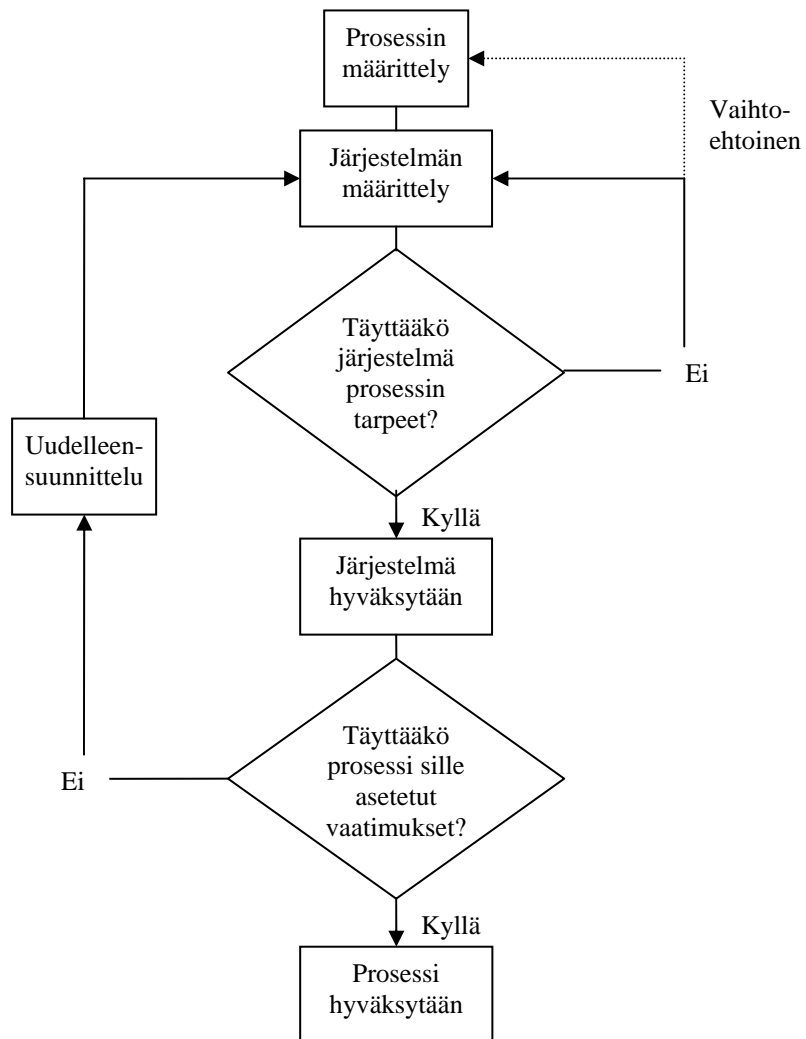 Prosessin
määrittely
Vaihto-
ehtoinen
Järjestelmän
määrittely
Täyttääkö
järjestelmä
prosessin
tarpeet?
Ei
Uudelleen-
suunnittelu
Kyllä
Järjestelmä
hyväksytään
Täyttääkö
prosessi sille
asetetut
vaatimukset?
Ei
Kyllä
Prosessi
hyväksytään